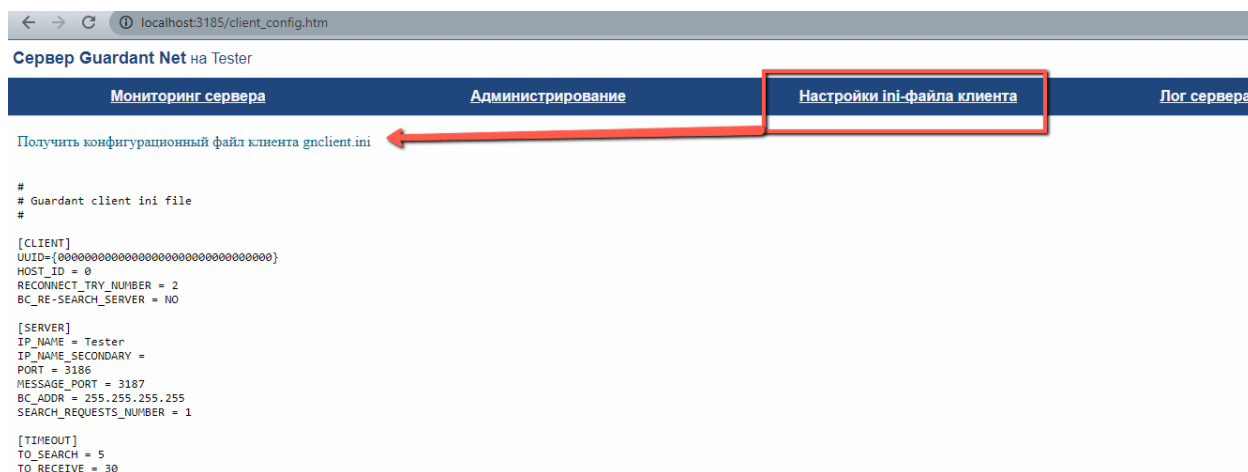 localhost:3185/client_config.htm
Сервер Guardant Net на Tester
Мониторинг сервера Администрирование Настройки ini-файла клиента Лог сервера
Получить конфигурационный файл клиента gnclient.ini
#
# Guardant client ini file
#
[CLIENT]
UUID={00000000000000000000000000000000}
HOST_ID = 0
RECONNECT_TRY_NUMBER = 2
BC_RE-SEARCH_SERVER = NO
[SERVER]
IP_NAME = Tester
IP_NAME_SECONDARY =
PORT = 3186
MESSAGE_PORT = 3187
BC_ADDR = 255.255.255.255
SEARCH_REQUESTS_NUMBER = 1
[TIMEOUT]
TO_SEARCH = 5
TO_RECEIVE = 30